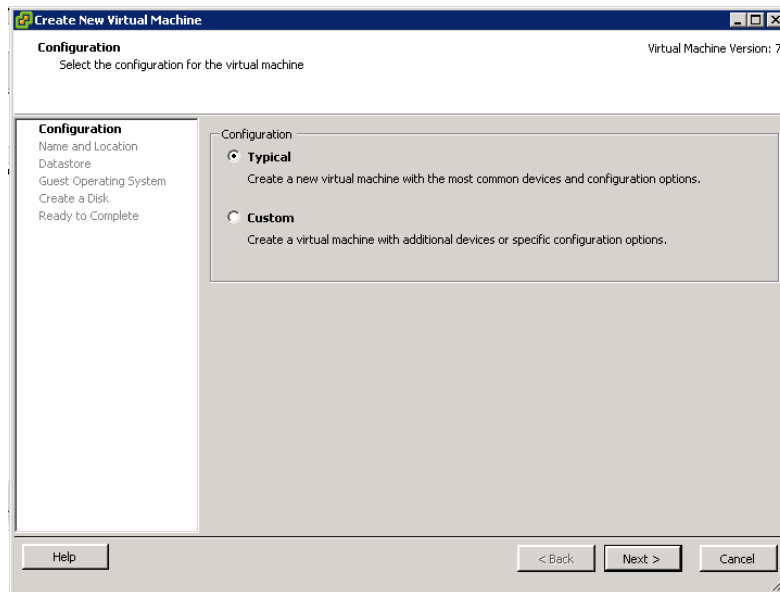 Create New Virtual Machine
Configuration
Virtual Machine Version: 7
Select the configuration for the virtual machine
Configuration
Name and Location
Datastore
Guest Operating System
Create a Disk
Ready to Complete
Configuration
Typical
Create a new virtual machine with the most common devices and configuration options.
Custom
Create a virtual machine with additional devices or specific configuration options.
Help
< Back
Next >
Cancel